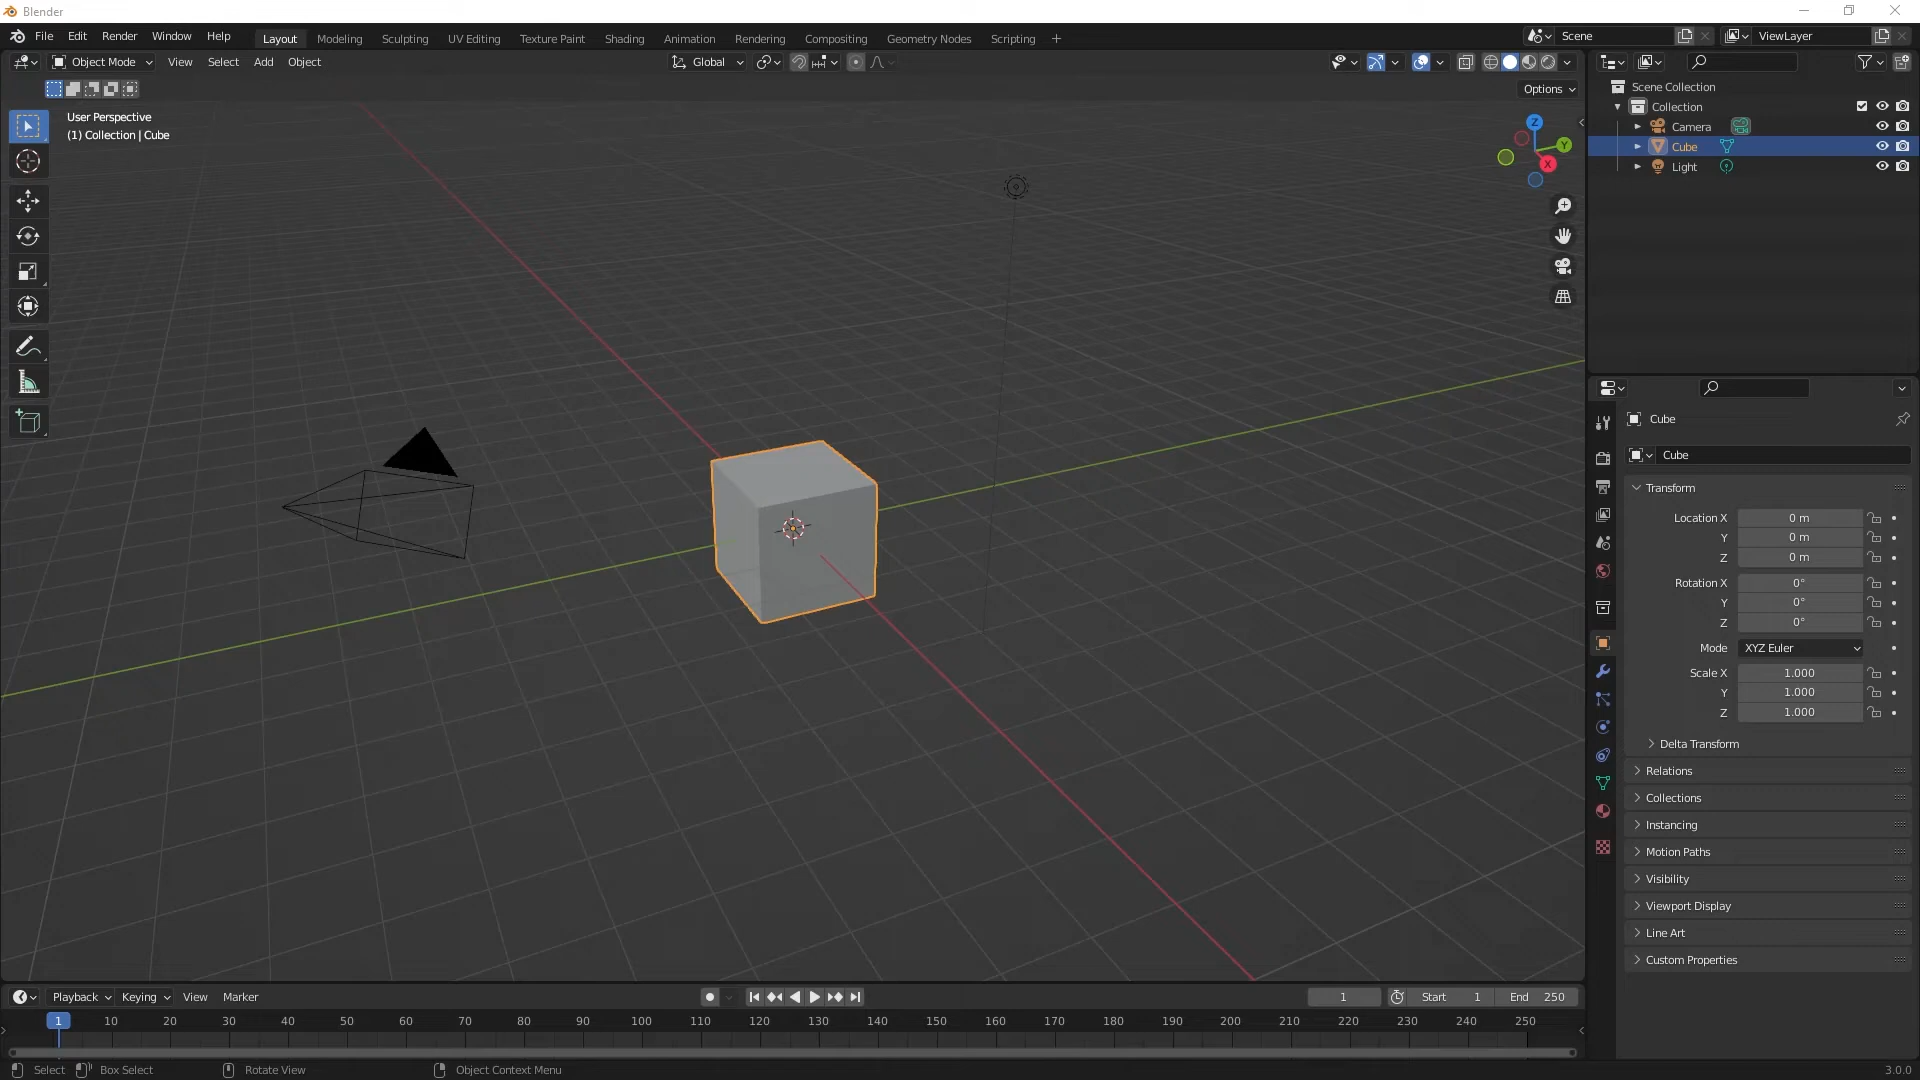 Blender
File Edit Render Window Help Layout Modeling Sculpting UV Editing Texture Paint Shading Animation Rendering Compositing Geometry Nodes Scripting + Scene ViewLayer
Object Mode View Select Add Object Global
Options
User Perspective
(1) Collection | Cube
Z
Y
X
Scene Collection
Collection
Camera
Cube
Light
Cube
Cube
Transform
Location X 0 m
Y 0 m
Z 0 m
Rotation X 0°
Y 0°
Z 0°
Mode XYZ Euler
Scale X 1.000
Y 1.000
Z 1.000
Delta Transform
Relations
Collections
Instancing
Motion Paths
Visibility
Viewport Display
Line Art
Custom Properties
Playback Keying View Marker 1 Start 1 End 250
1 10 20 30 40 50 60 70 80 90 100 110 120 130 140 150 160 170 180 190 200 210 220 230 240 250
Select Box Select Rotate View Object Context Menu 3.0.0